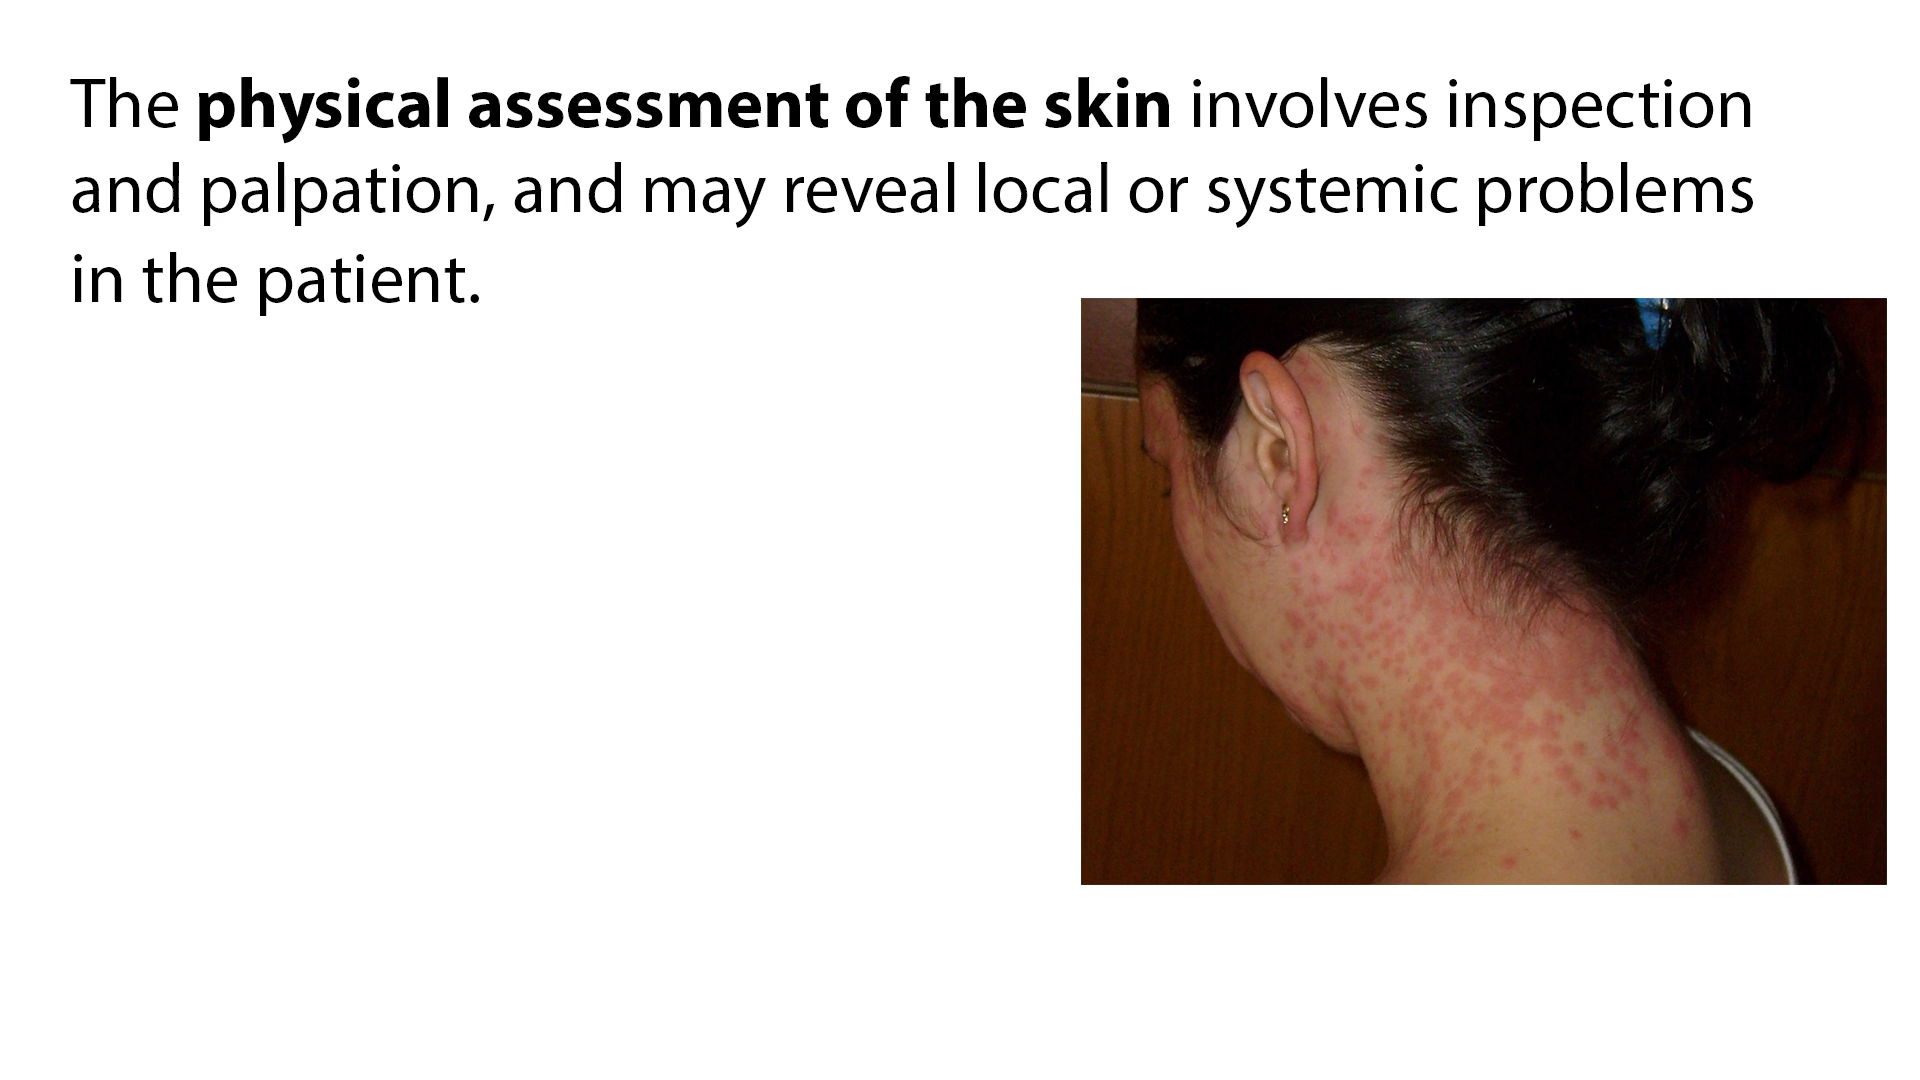 The physical assessment of the skin involves inspection
and palpation, and may reveal local or systemic problems
in the patient.